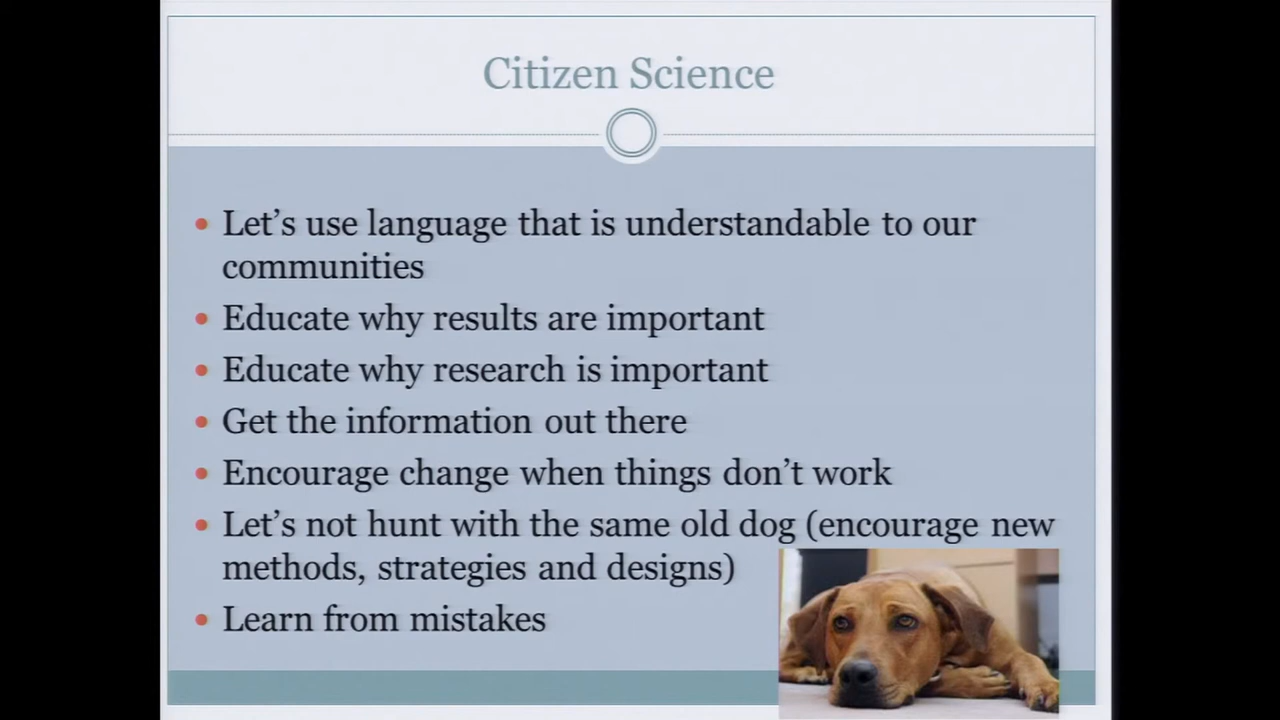 Citizen Science
Let's use language that is understandable to our
communities
Educate why results are important
Educate why research is important
Get the information out there
Encourage change when things don't work
Let's not hunt with the same old dog (encourage new
methods, strategies and designs)
Learn from mistakes